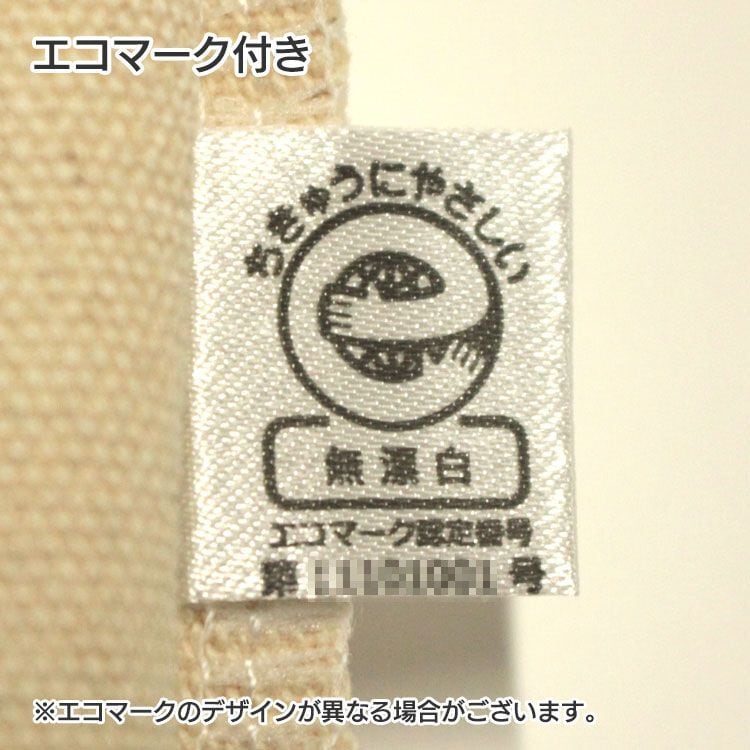 エコマーク付き
ちきゅうにやさしい
無漂白
エコマーク認定番号
第 号
※エコマークのデザインが異なる場合がございます。